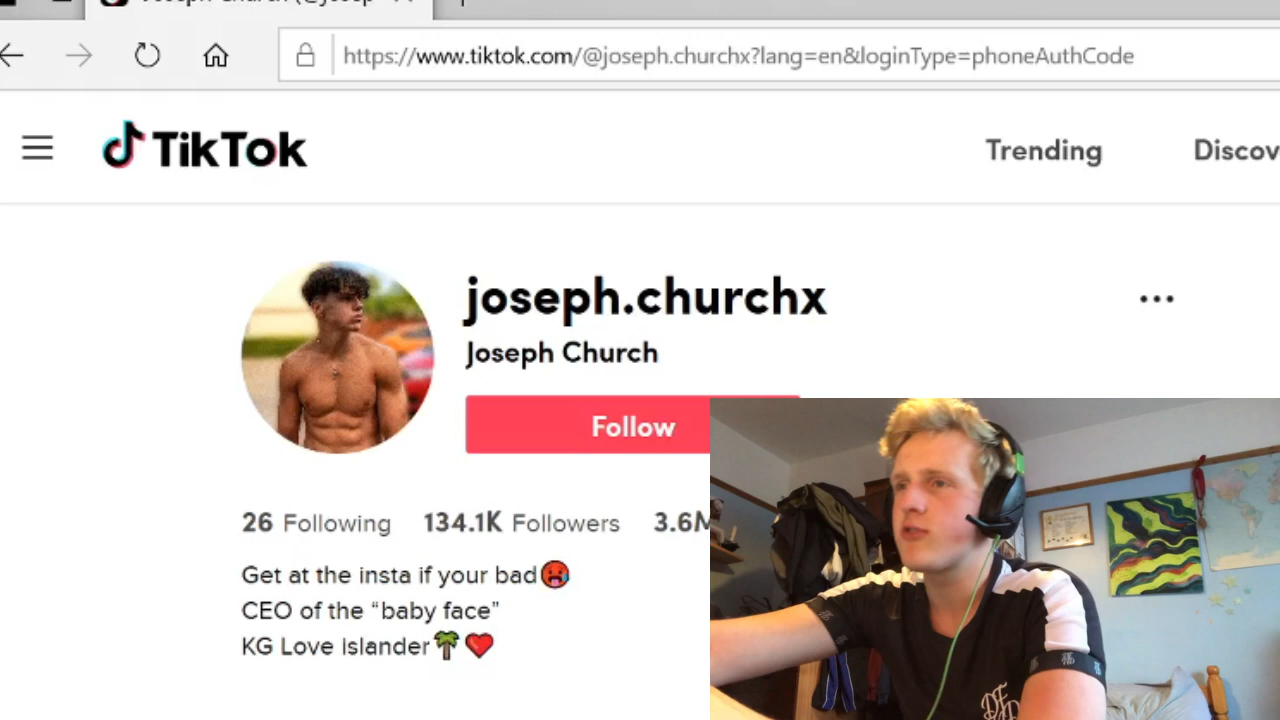 https://www.tiktok.com/@joseph.churchx?lang=en&loginType=phoneAuthCode
TikTok
Trending
Discov
joseph.churchx
Joseph Church
Follow
26 Following 134.1K Followers 3.6M
Get at the insta if your bad🥵
CEO of the “baby face”
KG Love islander🌴❤️